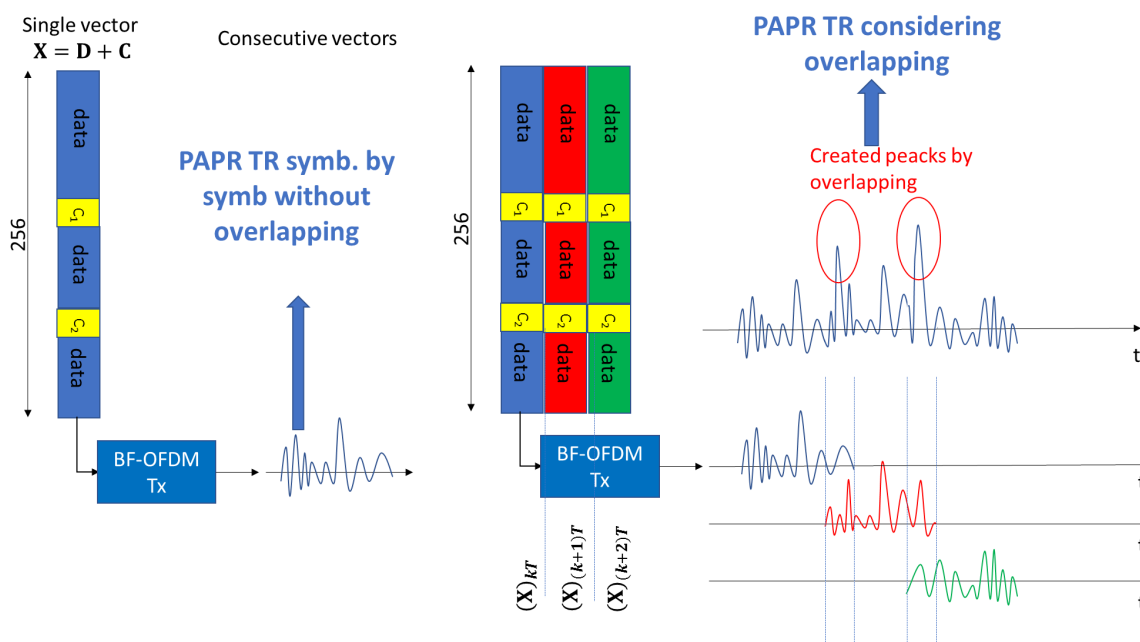 Single vector
X = D + C
256
data
C₁
data
C₂
data
BF-OFDM
Tx
PAPR TR symb. by
symb without
overlapping
Consecutive vectors
256
data
data
data
C₁
C₁
C₁
data
data
data
C₂
C₂
C₂
data
data
data
BF-OFDM
Tx
(X)kT
(X)(k+1)T
(X)(k+2)T
PAPR TR considering
overlapping
Created peacks by
overlapping
t
t
t
t